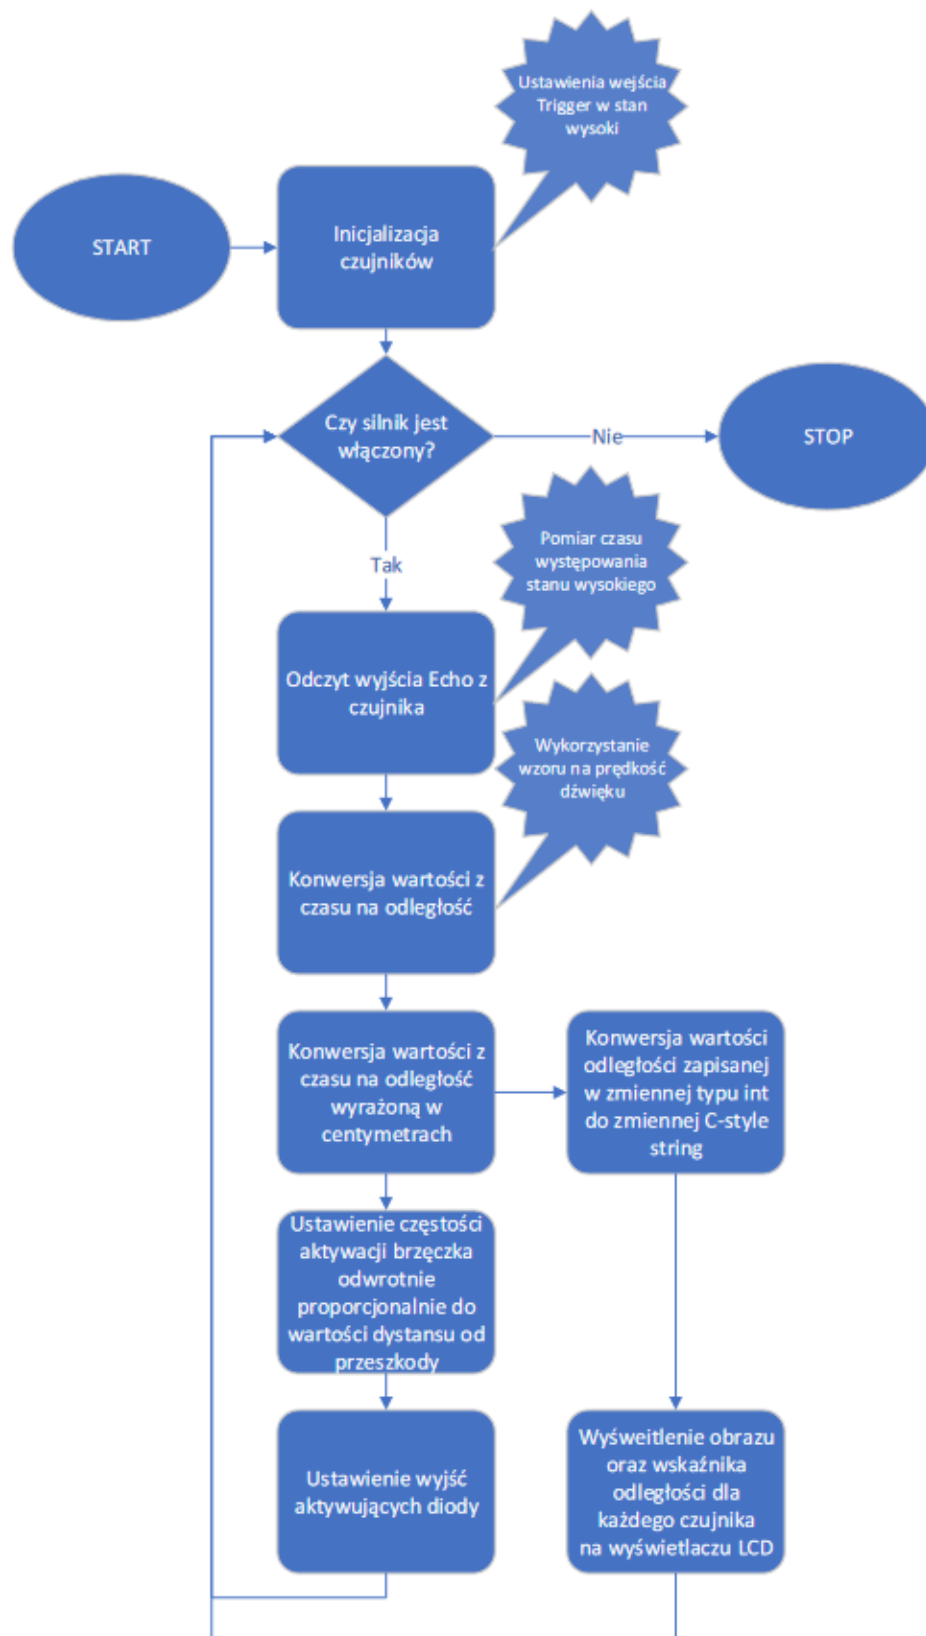 Ustawienia wejścia
Trigger w stan
wysoki
START
Inicjalizacja
czujników
Czy silnik jest
włączony?
Nie
STOP
Tak
Pomiar czasu
występowania
stanu wysokiego
Odczyt wyjścia Echo z
czujnika
Wykorzystanie
wzoru na prędkość
dźwięku
Konwersja wartości z
czasu na odległość
Konwersja wartości z
czasu na odległość
wyrażoną w
centymetrach
Konwersja wartości
odległości zapisanej
w zmiennej typu int
do zmiennej C-style
string
Ustawienie częstości
aktywacji brzęczka
odwrotnie
proporcjonalnie do
wartości dystansu od
przeszkody
Ustawienie wyjść
aktywujących diody
Wyśweitlenie obrazu
oraz wskaźnika
odległości dla
każdego czujnika
na wyświetlaczu LCD